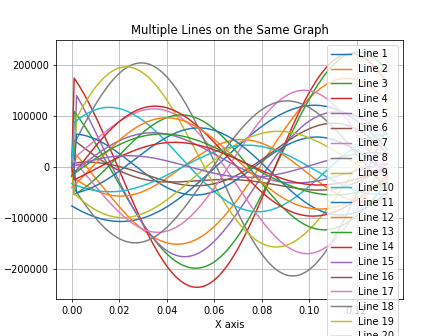 Multiple Lines on the Same Graph
200000
100000
0
−100000
−200000
0.00
0.02
0.04
0.06
0.08
0.10
X axis
Line 1
Line 2
Line 3
Line 4
Line 5
Line 6
Line 7
Line 8
Line 9
Line 10
Line 11
Line 12
Line 13
Line 14
Line 15
Line 16
Line 17
Line 18
Line 19
Line 20